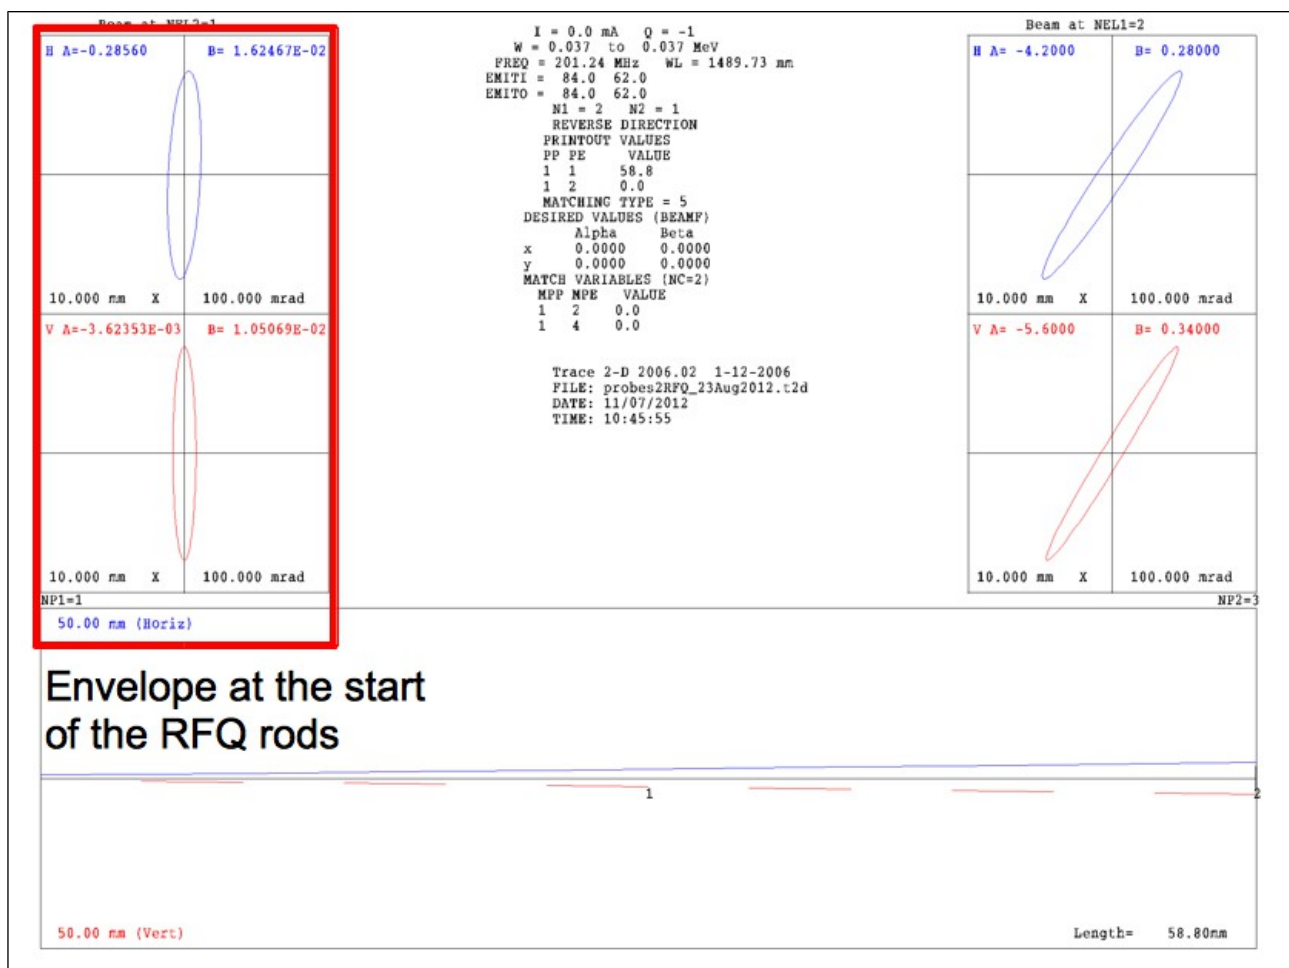 Beam at NEL2=1
H A=-0.28560 B= 1.62467E-02
10.000 mm X 100.000 mrad
V A=-3.62353E-03 B= 1.05069E-02
10.000 mm X 100.000 mrad
NP1=1
I = 0.0 mA Q = -1
W = 0.037 to 0.037 MeV
FREQ = 201.24 MHz WL = 1489.73 mm
EMITI = 84.0 62.0
EMITO = 84.0 62.0
N1 = 2 N2 = 1
REVERSE DIRECTION
PRINTOUT VALUES
PP PE VALUE
1 1 58.8
1 2 0.0
MATCHING TYPE = 5
DESIRED VALUES (BEAMF)
Alpha Beta
x 0.0000 0.0000
y 0.0000 0.0000
MATCH VARIABLES (NC=2)
MPP MPE VALUE
1 2 0.0
1 4 0.0
Trace 2-D 2006.02 1-12-2006
FILE: probes2RFQ_23Aug2012.t2d
DATE: 11/07/2012
TIME: 10:45:55
Beam at NEL1=2
H A= -4.2000 B= 0.28000
10.000 mm X 100.000 mrad
V A= -5.6000 B= 0.34000
10.000 mm X 100.000 mrad
NP2=3
50.00 mm (Horiz)
Envelope at the start
of the RFQ rods
1
2
50.00 mm (Vert)
Length= 58.80mm